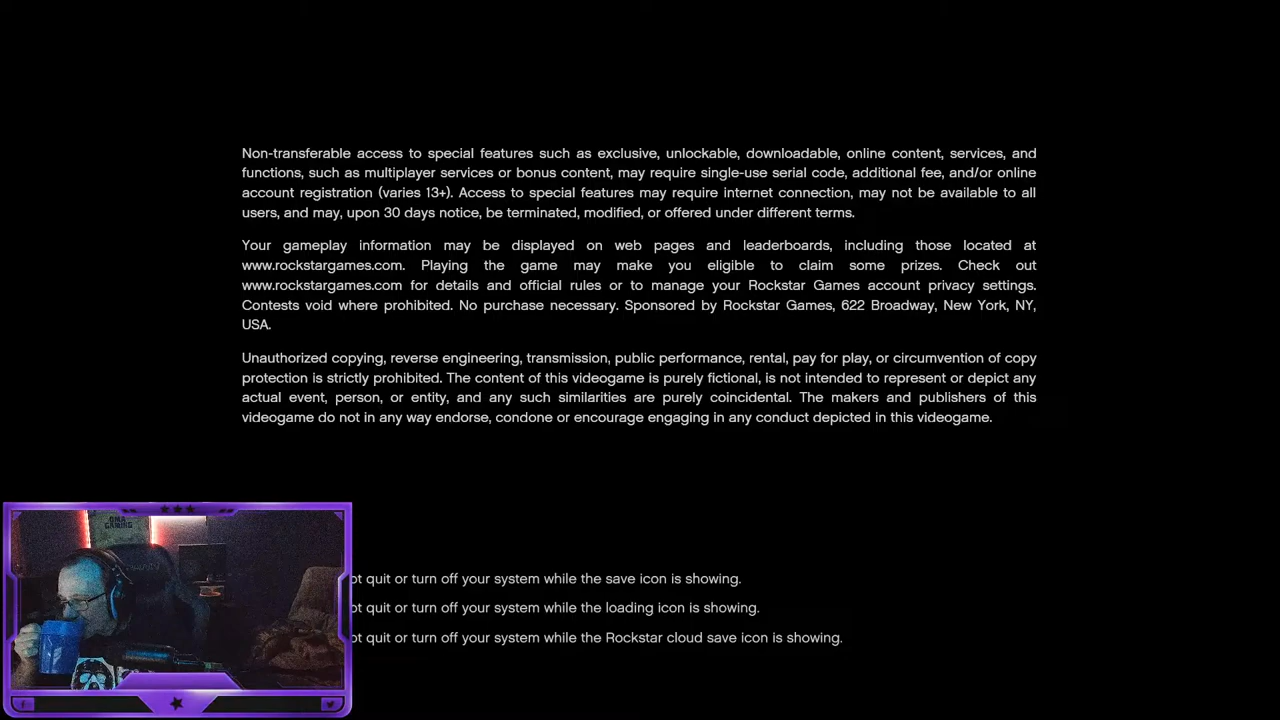 Non-transferable access to special features such as exclusive, unlockable, downloadable, online content, services, and
functions, such as multiplayer services or bonus content, may require single-use serial code, additional fee, and/or online
account registration (varies 13+). Access to special features may require internet connection, may not be available to all
users, and may, upon 30 days notice, be terminated, modified, or offered under different terms.
Your gameplay information may be displayed on web pages and leaderboards, including those located at
www.rockstargames.com. Playing the game may make you eligible to claim some prizes. Check out
www.rockstargames.com for details and official rules or to manage your Rockstar Games account privacy settings.
Contests void where prohibited. No purchase necessary. Sponsored by Rockstar Games, 622 Broadway, New York, NY,
USA.
Unauthorized copying, reverse engineering, transmission, public performance, rental, pay for play, or circumvention of copy
protection is strictly prohibited. The content of this videogame is purely fictional, is not intended to represent or depict any
actual event, person, or entity, and any such similarities are purely coincidental. The makers and publishers of this
videogame do not in any way endorse, condone or encourage engaging in any conduct depicted in this videogame.
GAMING
quit or turn off your system while the save icon is showing.
quit or turn off your system while the loading icon is showing.
quit or turn off your system while the Rockstar cloud save icon is showing.